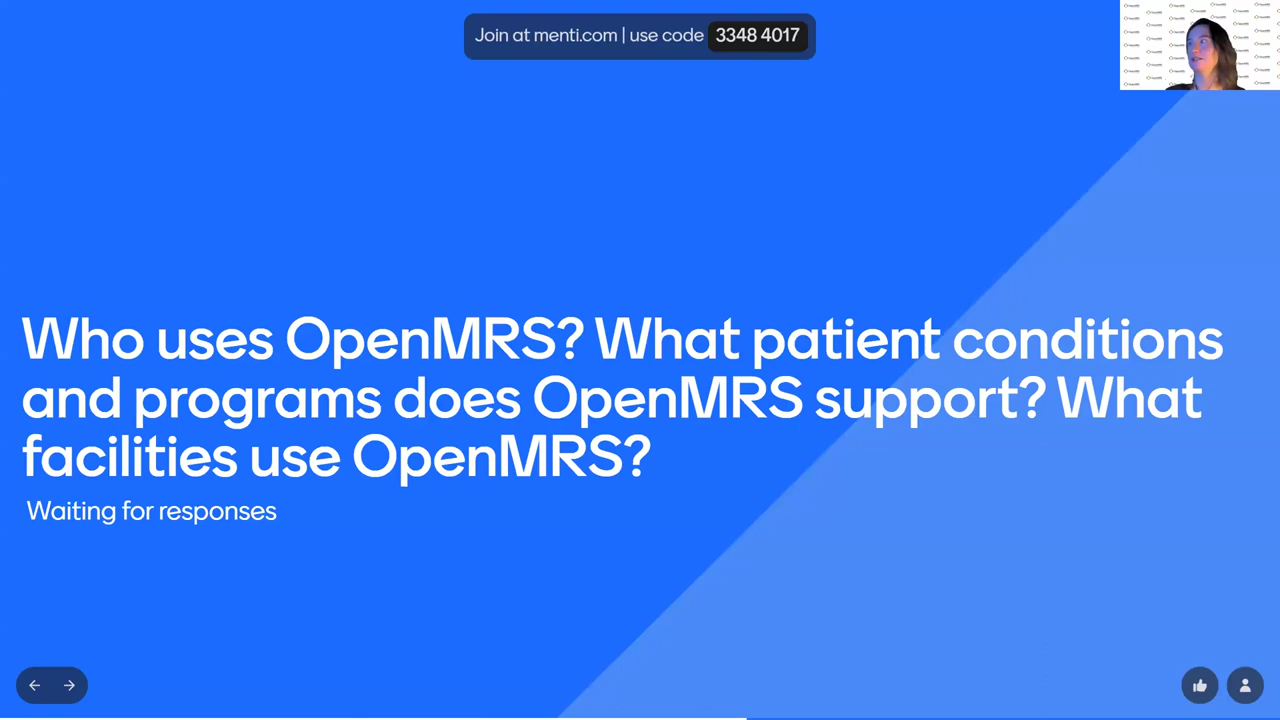 Join at menti.com | use code 3348 4017
Who uses OpenMRS? What patient conditions
and programs does OpenMRS support? What
facilities use OpenMRS?
Waiting for responses